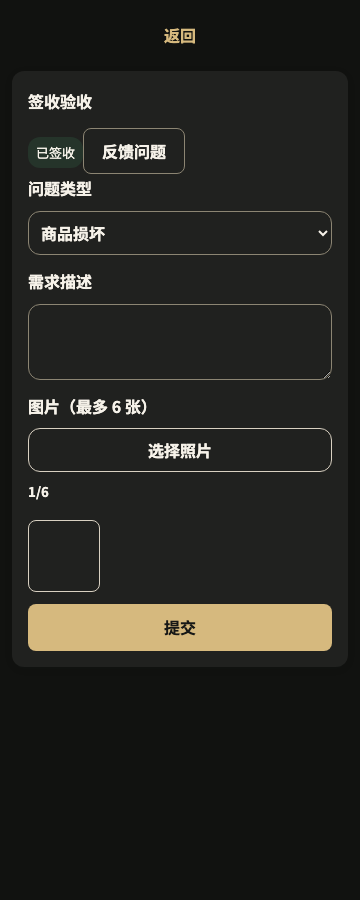 返回
签收验收
已签收 反馈问题
问题类型
商品损坏
需求描述
图片（最多 6 张）
选择照片
1/6
提交